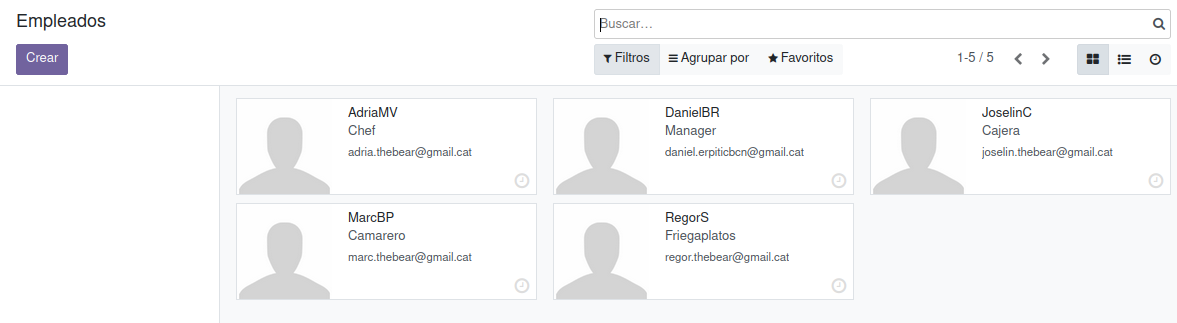 Empleados
Buscar...
Crear
Filtros Agrupar por Favoritos 1-5 / 5
AdriaMV
Chef
adria.thebear@gmail.cat
DanielBR
Manager
daniel.erpiticbcn@gmail.cat
JoselinC
Cajera
joselin.thebear@gmail.cat
MarcBP
Camarero
marc.thebear@gmail.cat
RegorS
Friegaplatos
regor.thebear@gmail.cat